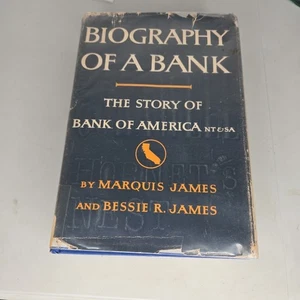 BIOGRAPHY
OF A BANK
THE STORY OF
BANK OF AMERICA NT&SA
BY MARQUIS JAMES
AND BESSIE R. JAMES